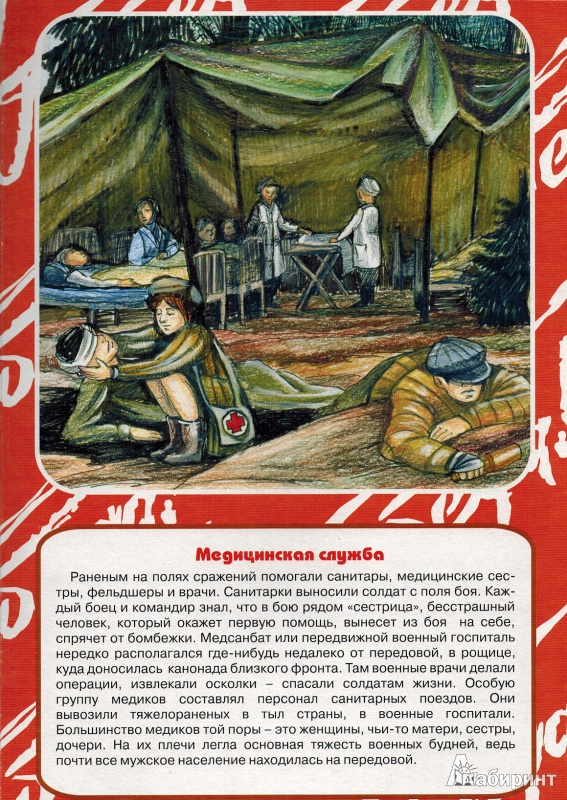 Медицинская служба
Раненым на полях сражений помогали санитары, медицинские сес-
тры, фельдшеры и врачи. Санитарки выносили солдат с поля боя. Каж-
дый боец и командир знал, что в бою рядом «сестрица», бесстрашный
человек, который окажет первую помощь, вынесет из боя на себе,
спрячет от бомбежки. Медсанбат или передвижной военный госпиталь
нередко располагался где-нибудь недалеко от передовой, в рощице,
куда доносилась канонада близкого фронта. Там военные врачи делали
операции, извлекали осколки – спасали солдатам жизни. Особую
группу медиков составлял персонал санитарных поездов. Они
вывозили тяжелораненых в тыл страны, в военные госпитали.
Большинство медиков той поры – это женщины, чьи-то матери, сестры,
дочери. На их плечи легла основная тяжесть военных будней, ведь
почти все мужское население находилась на передовой.
Лабиринт
Лабиринт